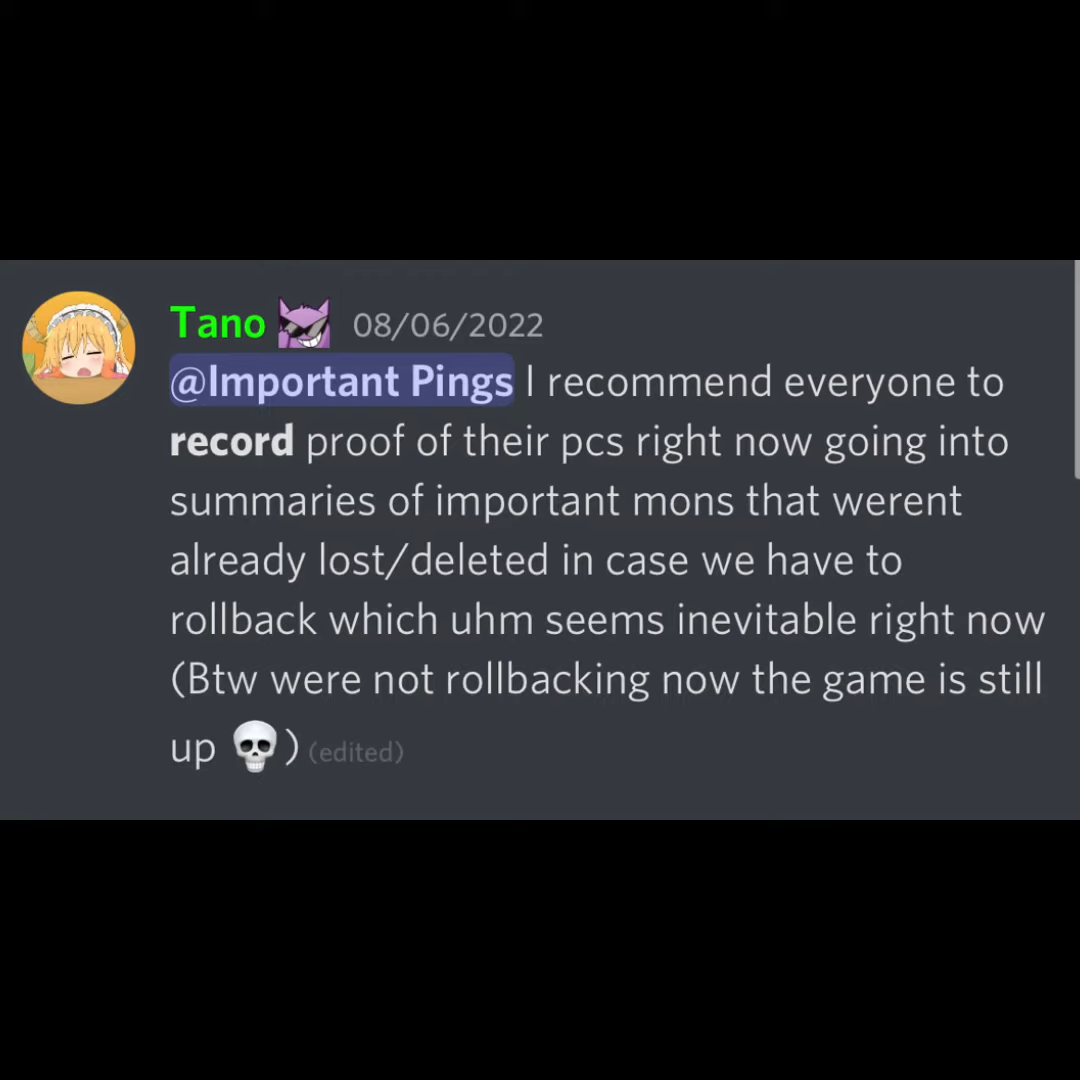 Tano 08/06/2022
@Important Pings I recommend everyone to
record proof of their pcs right now going into
summaries of important mons that werent
already lost/deleted in case we have to
rollback which uhm seems inevitable right now
(Btw were not rollbacking now the game is still
up 💀) (edited)